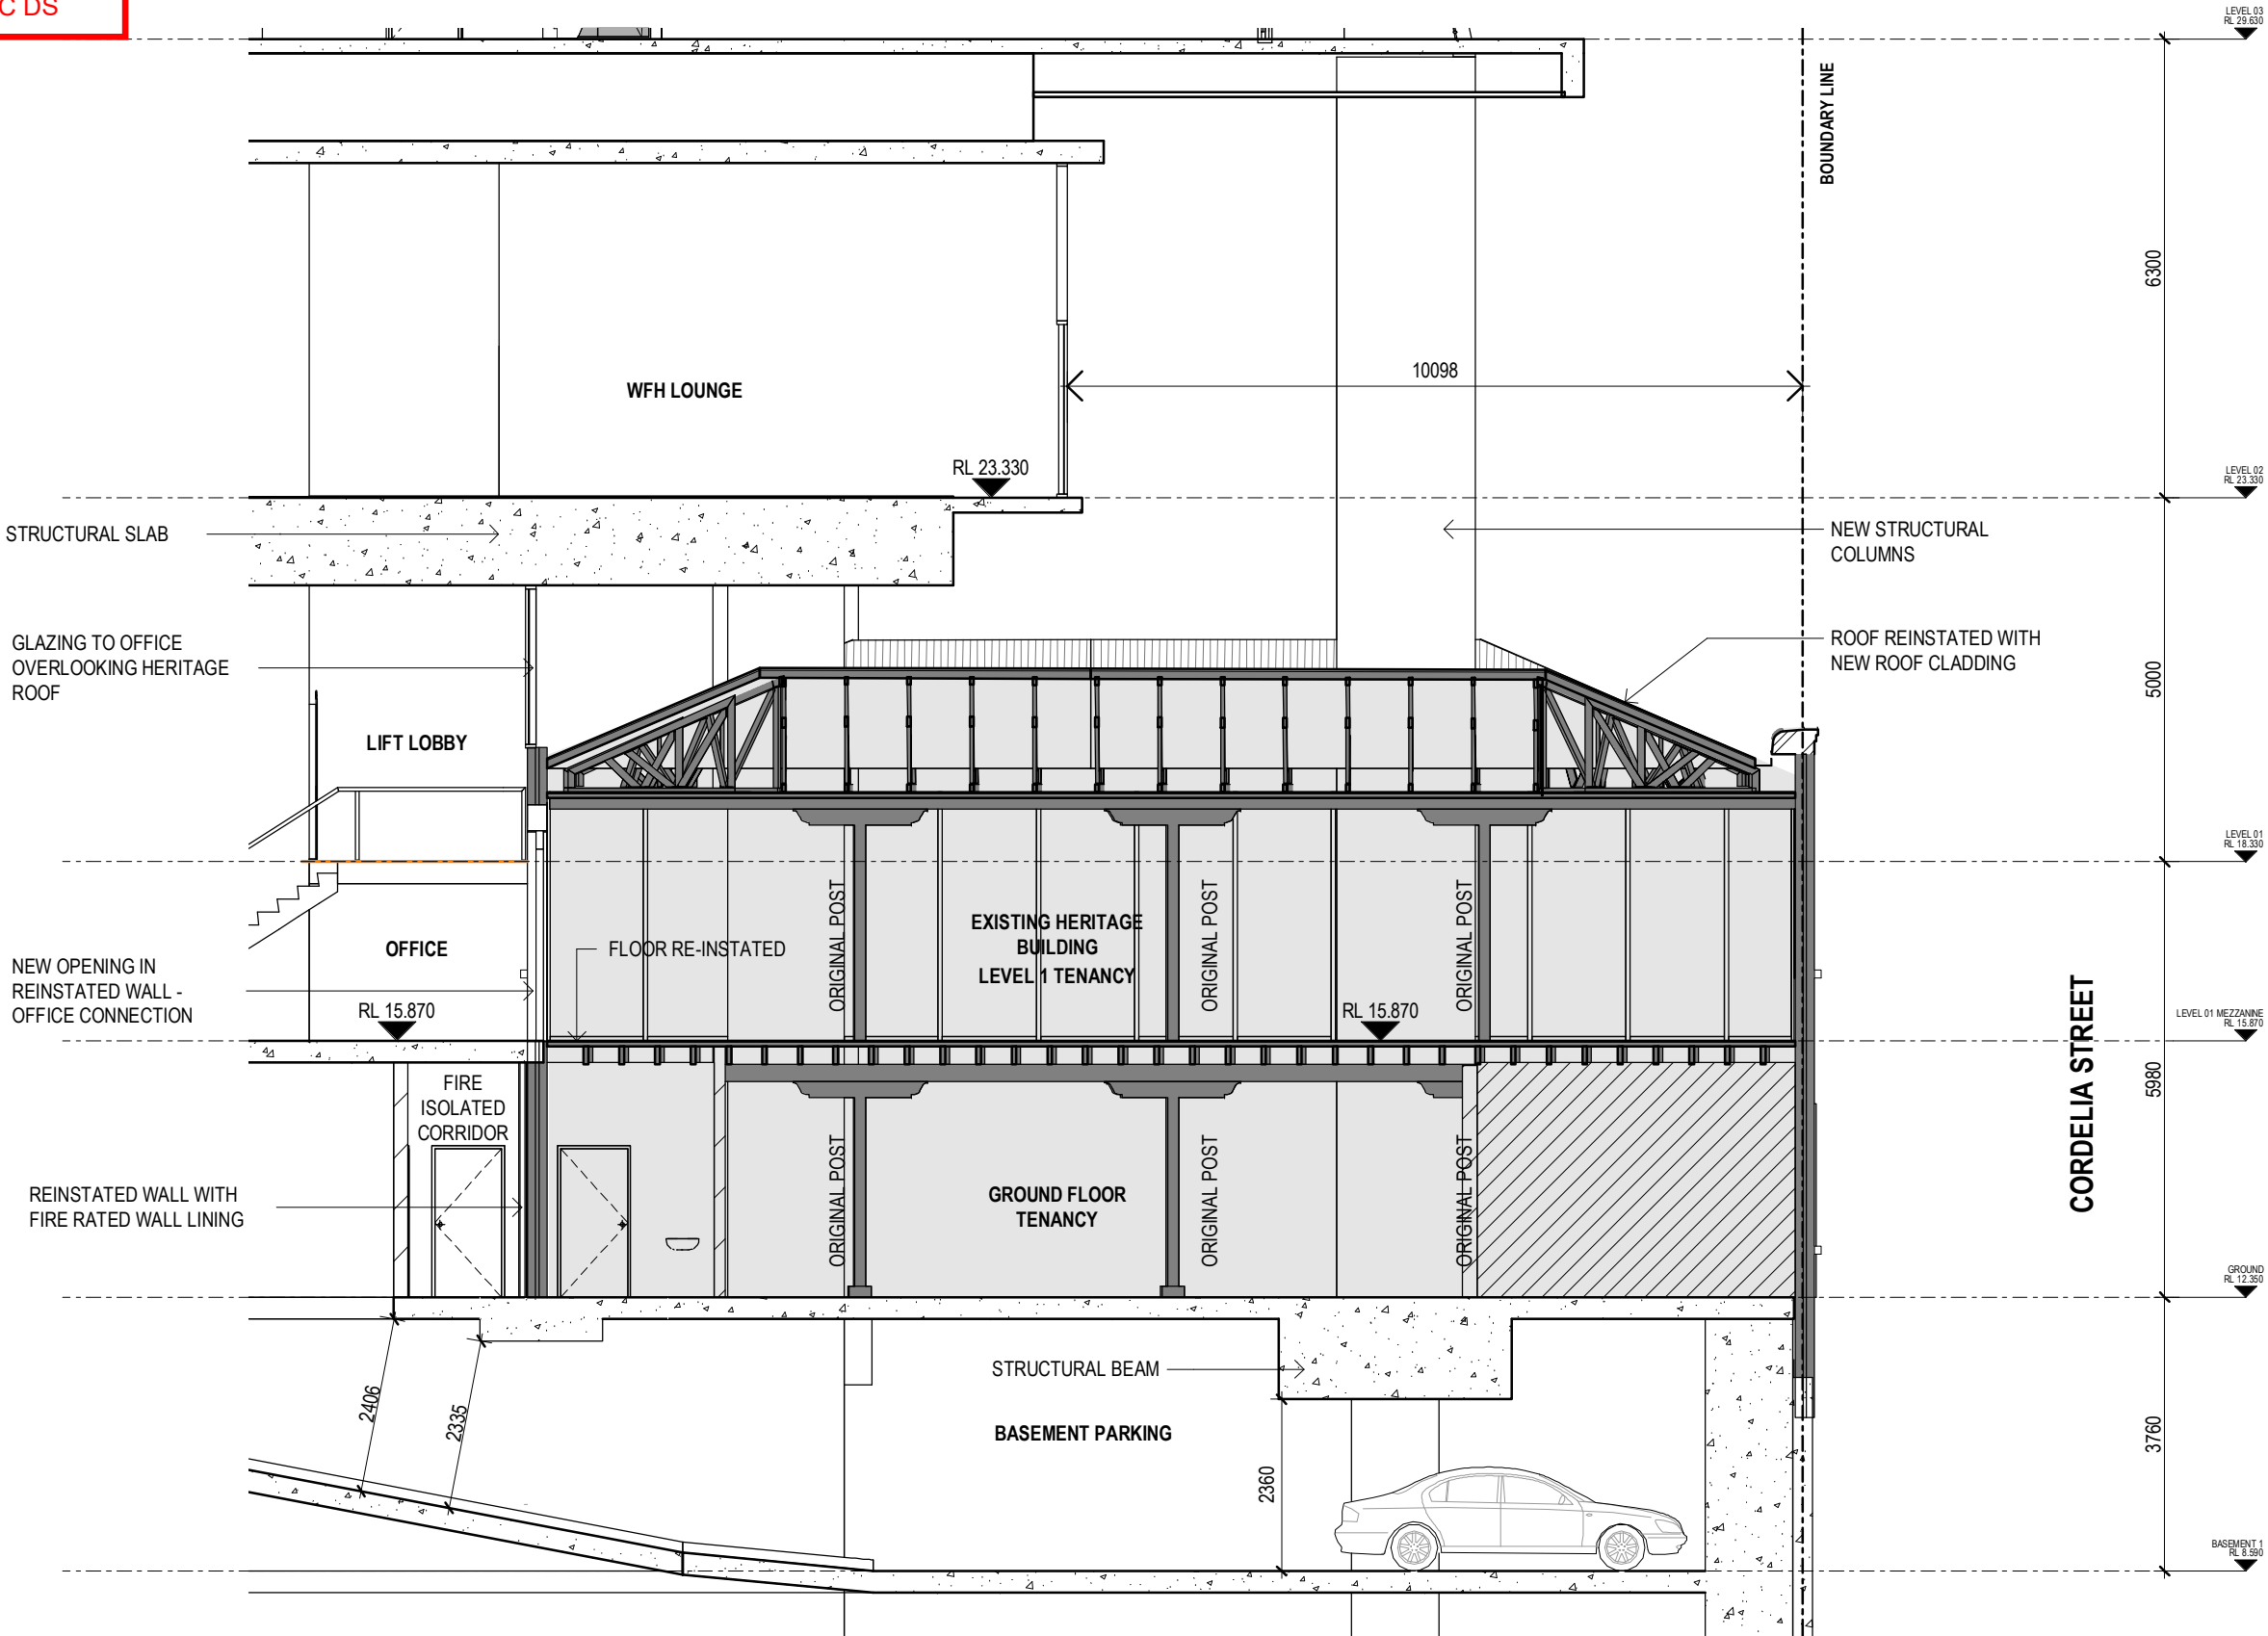 C DS
LEVEL 03
RL 29.630
BOUNDARY LINE
6300
10098
WFH LOUNGE
RL 23.330
LEVEL 02
RL 23.330
STRUCTURAL SLAB
NEW STRUCTURAL
COLUMNS
GLAZING TO OFFICE
OVERLOOKING HERITAGE
ROOF
ROOF REINSTATED WITH
NEW ROOF CLADDING
5000
LIFT LOBBY
LEVEL 01
RL 18.330
ORIGINAL POST
ORIGINAL POST
ORIGINAL POST
EXISTING HERITAGE
BUILDING
LEVEL 1 TENANCY
OFFICE
FLOOR RE-INSTATED
NEW OPENING IN
REINSTATED WALL -
OFFICE CONNECTION
RL 15.870
RL 15.870
LEVEL 01 MEZZANINE
RL 15.870
CORDELIA STREET
5980
FIRE
ISOLATED
CORRIDOR
ORIGINAL POST
ORIGINAL POST
ORIGINAL POST
REINSTATED WALL WITH
FIRE RATED WALL LINING
GROUND FLOOR
TENANCY
GROUND
RL 12.350
STRUCTURAL BEAM
2406
2335
BASEMENT PARKING
2360
3760
BASEMENT 1
RL 8.590